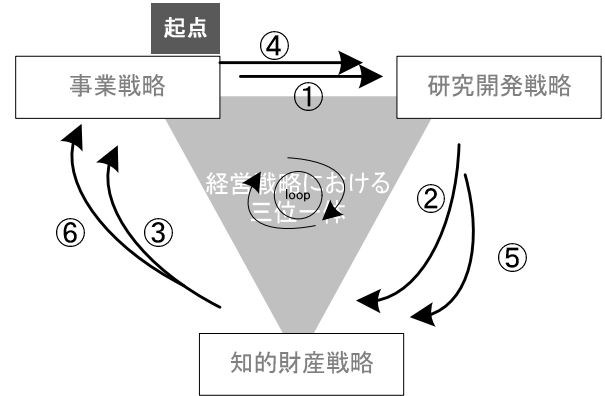 起点
④
事業戦略
①
研究開発戦略
経営戦略における
三位一体
loop
②
⑥
③
⑤
知的財産戦略